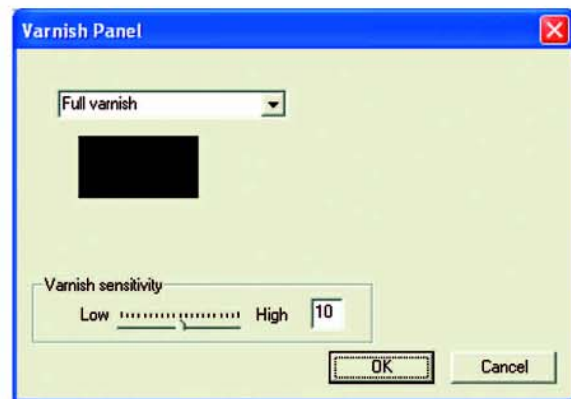 Varnish Panel
Full varnish
Varnish sensitivity
Low High 10
OK Cancel